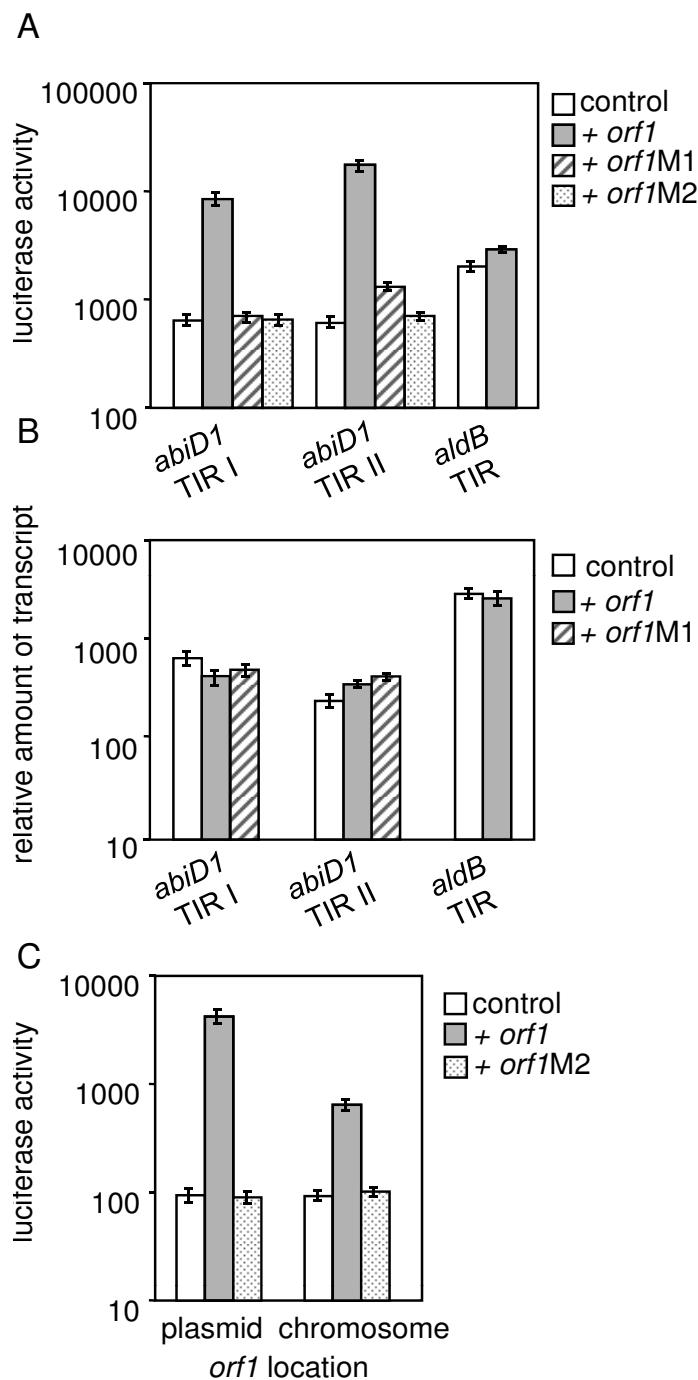 A
luciferase activity
100000
10000
1000
100
control
+ orf1
+ orf1M1
+ orf1M2
abiD1
TIR I
abiD1
TIR II
aldB
TIR
B
relative amount of transcript
10000
1000
100
10
control
+ orf1
+ orf1M1
abiD1
TIR I
abiD1
TIR II
aldB
TIR
C
luciferase activity
10000
1000
100
10
control
+ orf1
+ orf1M2
plasmid chromosome
orf1 location